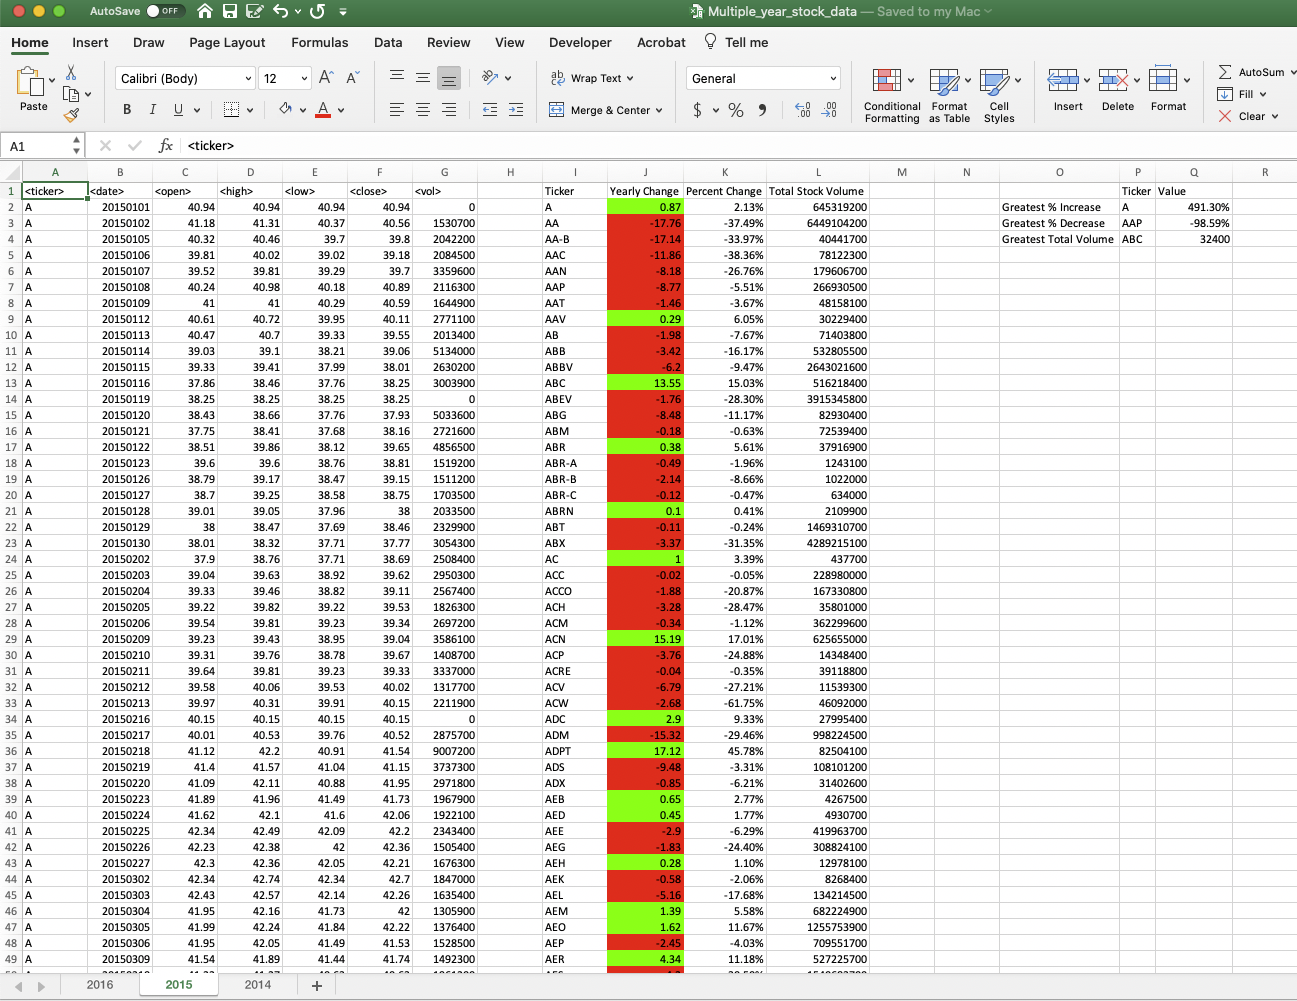 AutoSave OFF Multiple_year_stock_data — Saved to my Mac
Home Insert Draw Page Layout Formulas Data Review View Developer Acrobat Tell me
Paste Calibri (Body) 12 A A Wrap Text General Conditional Formatting Format as Table Cell Styles Insert Delete Format AutoSum
B I U A Merge & Center $ % Fill
Clear
A1 fx <ticker>
A B C D E F G H I J K L M N O P Q R
1 <ticker> <date> <open> <high> <low> <close> <vol> Ticker Yearly Change Percent Change Total Stock Volume Ticker Value
2 A 20150101 40.94 40.94 40.94 40.94 0 A 0.87 2.13% 645319200 Greatest % Increase A 491.30%
3 A 20150102 41.18 41.31 40.37 40.56 1530700 AA -17.76 -37.49% 6449104200 Greatest % Decrease AAP -98.59%
4 A 20150105 40.32 40.46 39.7 39.8 2042200 AA-B -17.14 -33.97% 40441700 Greatest Total Volume ABC 32400
5 A 20150106 39.81 40.02 39.02 39.18 2084500 AAC -11.86 -38.36% 78122300
6 A 20150107 39.52 39.81 39.29 39.7 3359600 AAN -8.18 -26.76% 179606700
7 A 20150108 40.24 40.98 40.18 40.89 2116300 AAP -8.77 -5.51% 266930500
8 A 20150109 41 41 40.29 40.59 1644900 AAT -1.46 -3.67% 48158100
9 A 20150112 40.61 40.72 39.95 40.11 2771100 AAV 0.29 6.05% 30229400
10 A 20150113 40.47 40.7 39.33 39.55 2013400 AB -1.98 -7.67% 71403800
11 A 20150114 39.03 39.1 38.21 39.06 5134000 ABB -3.42 -16.17% 532805500
12 A 20150115 39.33 39.41 37.99 38.01 2630200 ABBV -6.2 -9.47% 2643021600
13 A 20150116 37.86 38.46 37.76 38.25 3003900 ABC 13.55 15.03% 516218400
14 A 20150119 38.25 38.25 38.25 38.25 0 ABEV -1.76 -28.30% 3915345800
15 A 20150120 38.43 38.66 37.76 37.93 5033600 ABG -8.48 -11.17% 82930400
16 A 20150121 37.75 38.41 37.68 38.16 2721600 ABM -0.18 -0.63% 72539400
17 A 20150122 38.51 39.86 38.12 39.65 4856500 ABR 0.38 5.61% 37916900
18 A 20150123 39.6 39.6 38.76 38.81 1519200 ABR-A -0.49 -1.96% 1243100
19 A 20150126 38.79 39.17 38.47 39.15 1511200 ABR-B -2.14 -8.66% 1022000
20 A 20150127 38.7 39.25 38.58 38.75 1703500 ABR-C -0.12 -0.47% 634000
21 A 20150128 39.01 39.05 37.96 38 2033500 ABRN 0.1 0.41% 2109900
22 A 20150129 38 38.47 37.69 38.46 2329900 ABT -0.11 -0.24% 1469310700
23 A 20150130 38.01 38.32 37.71 37.77 3054300 ABX -3.37 -31.35% 4289215100
24 A 20150202 37.9 38.76 37.71 38.69 2508400 AC 1 3.39% 437700
25 A 20150203 39.04 39.63 38.92 39.62 2950300 ACC -0.02 -0.05% 228980000
26 A 20150204 39.33 39.46 38.82 39.11 2567400 ACCO -1.88 -20.87% 167330800
27 A 20150205 39.22 39.82 39.22 39.53 1826300 ACH -3.28 -28.47% 35801000
28 A 20150206 39.54 39.81 39.23 39.34 2697200 ACM -0.34 -1.12% 362299600
29 A 20150209 39.23 39.43 38.95 39.04 3586100 ACN 15.19 17.01% 625655000
30 A 20150210 39.31 39.76 38.78 39.67 1408700 ACP -3.76 -24.88% 14348400
31 A 20150211 39.64 39.81 39.23 39.33 3337000 ACRE -0.04 -0.35% 39118800
32 A 20150212 39.58 40.06 39.53 40.02 1317700 ACV -6.79 -27.21% 11539300
33 A 20150213 39.97 40.31 39.91 40.15 2211900 ACW -2.68 -61.75% 46092000
34 A 20150216 40.15 40.15 40.15 40.15 0 ADC 2.9 9.33% 27995400
35 A 20150217 40.01 40.53 39.76 40.52 2875700 ADM -15.32 -29.46% 998224500
36 A 20150218 41.12 42.2 40.91 41.54 9007200 ADPT 17.12 45.78% 82504100
37 A 20150219 41.4 41.57 41.04 41.15 3737300 ADS -9.48 -3.31% 108101200
38 A 20150220 41.09 42.11 40.88 41.95 2971800 ADX -0.85 -6.21% 31402600
39 A 20150223 41.89 41.96 41.49 41.73 1967900 AEB 0.65 2.77% 4267500
40 A 20150224 41.62 42.1 41.6 42.06 1922100 AED 0.45 1.77% 4930700
41 A 20150225 42.34 42.49 42.09 42.2 2343400 AEE -2.9 -6.29% 419963700
42 A 20150226 42.23 42.38 42 42.36 1505400 AEG -1.83 -24.40% 308824100
43 A 20150227 42.3 42.36 42.05 42.21 1676300 AEH 0.28 1.10% 12978100
44 A 20150302 42.34 42.74 42.34 42.7 1847000 AEK -0.58 -2.06% 8268400
45 A 20150303 42.43 42.57 42.14 42.26 1635400 AEL -5.16 -17.68% 134214500
46 A 20150304 41.95 42.16 41.73 42 1305900 AEM 1.39 5.58% 682224900
47 A 20150305 41.99 42.24 41.84 42.22 1376400 AEO 1.62 11.67% 1255753900
48 A 20150306 41.95 42.05 41.49 41.53 1528500 AEP -2.45 -4.03% 709551700
49 A 20150309 41.54 41.89 41.44 41.74 1492300 AER 4.34 11.18% 527225700
2016 2015 2014 +